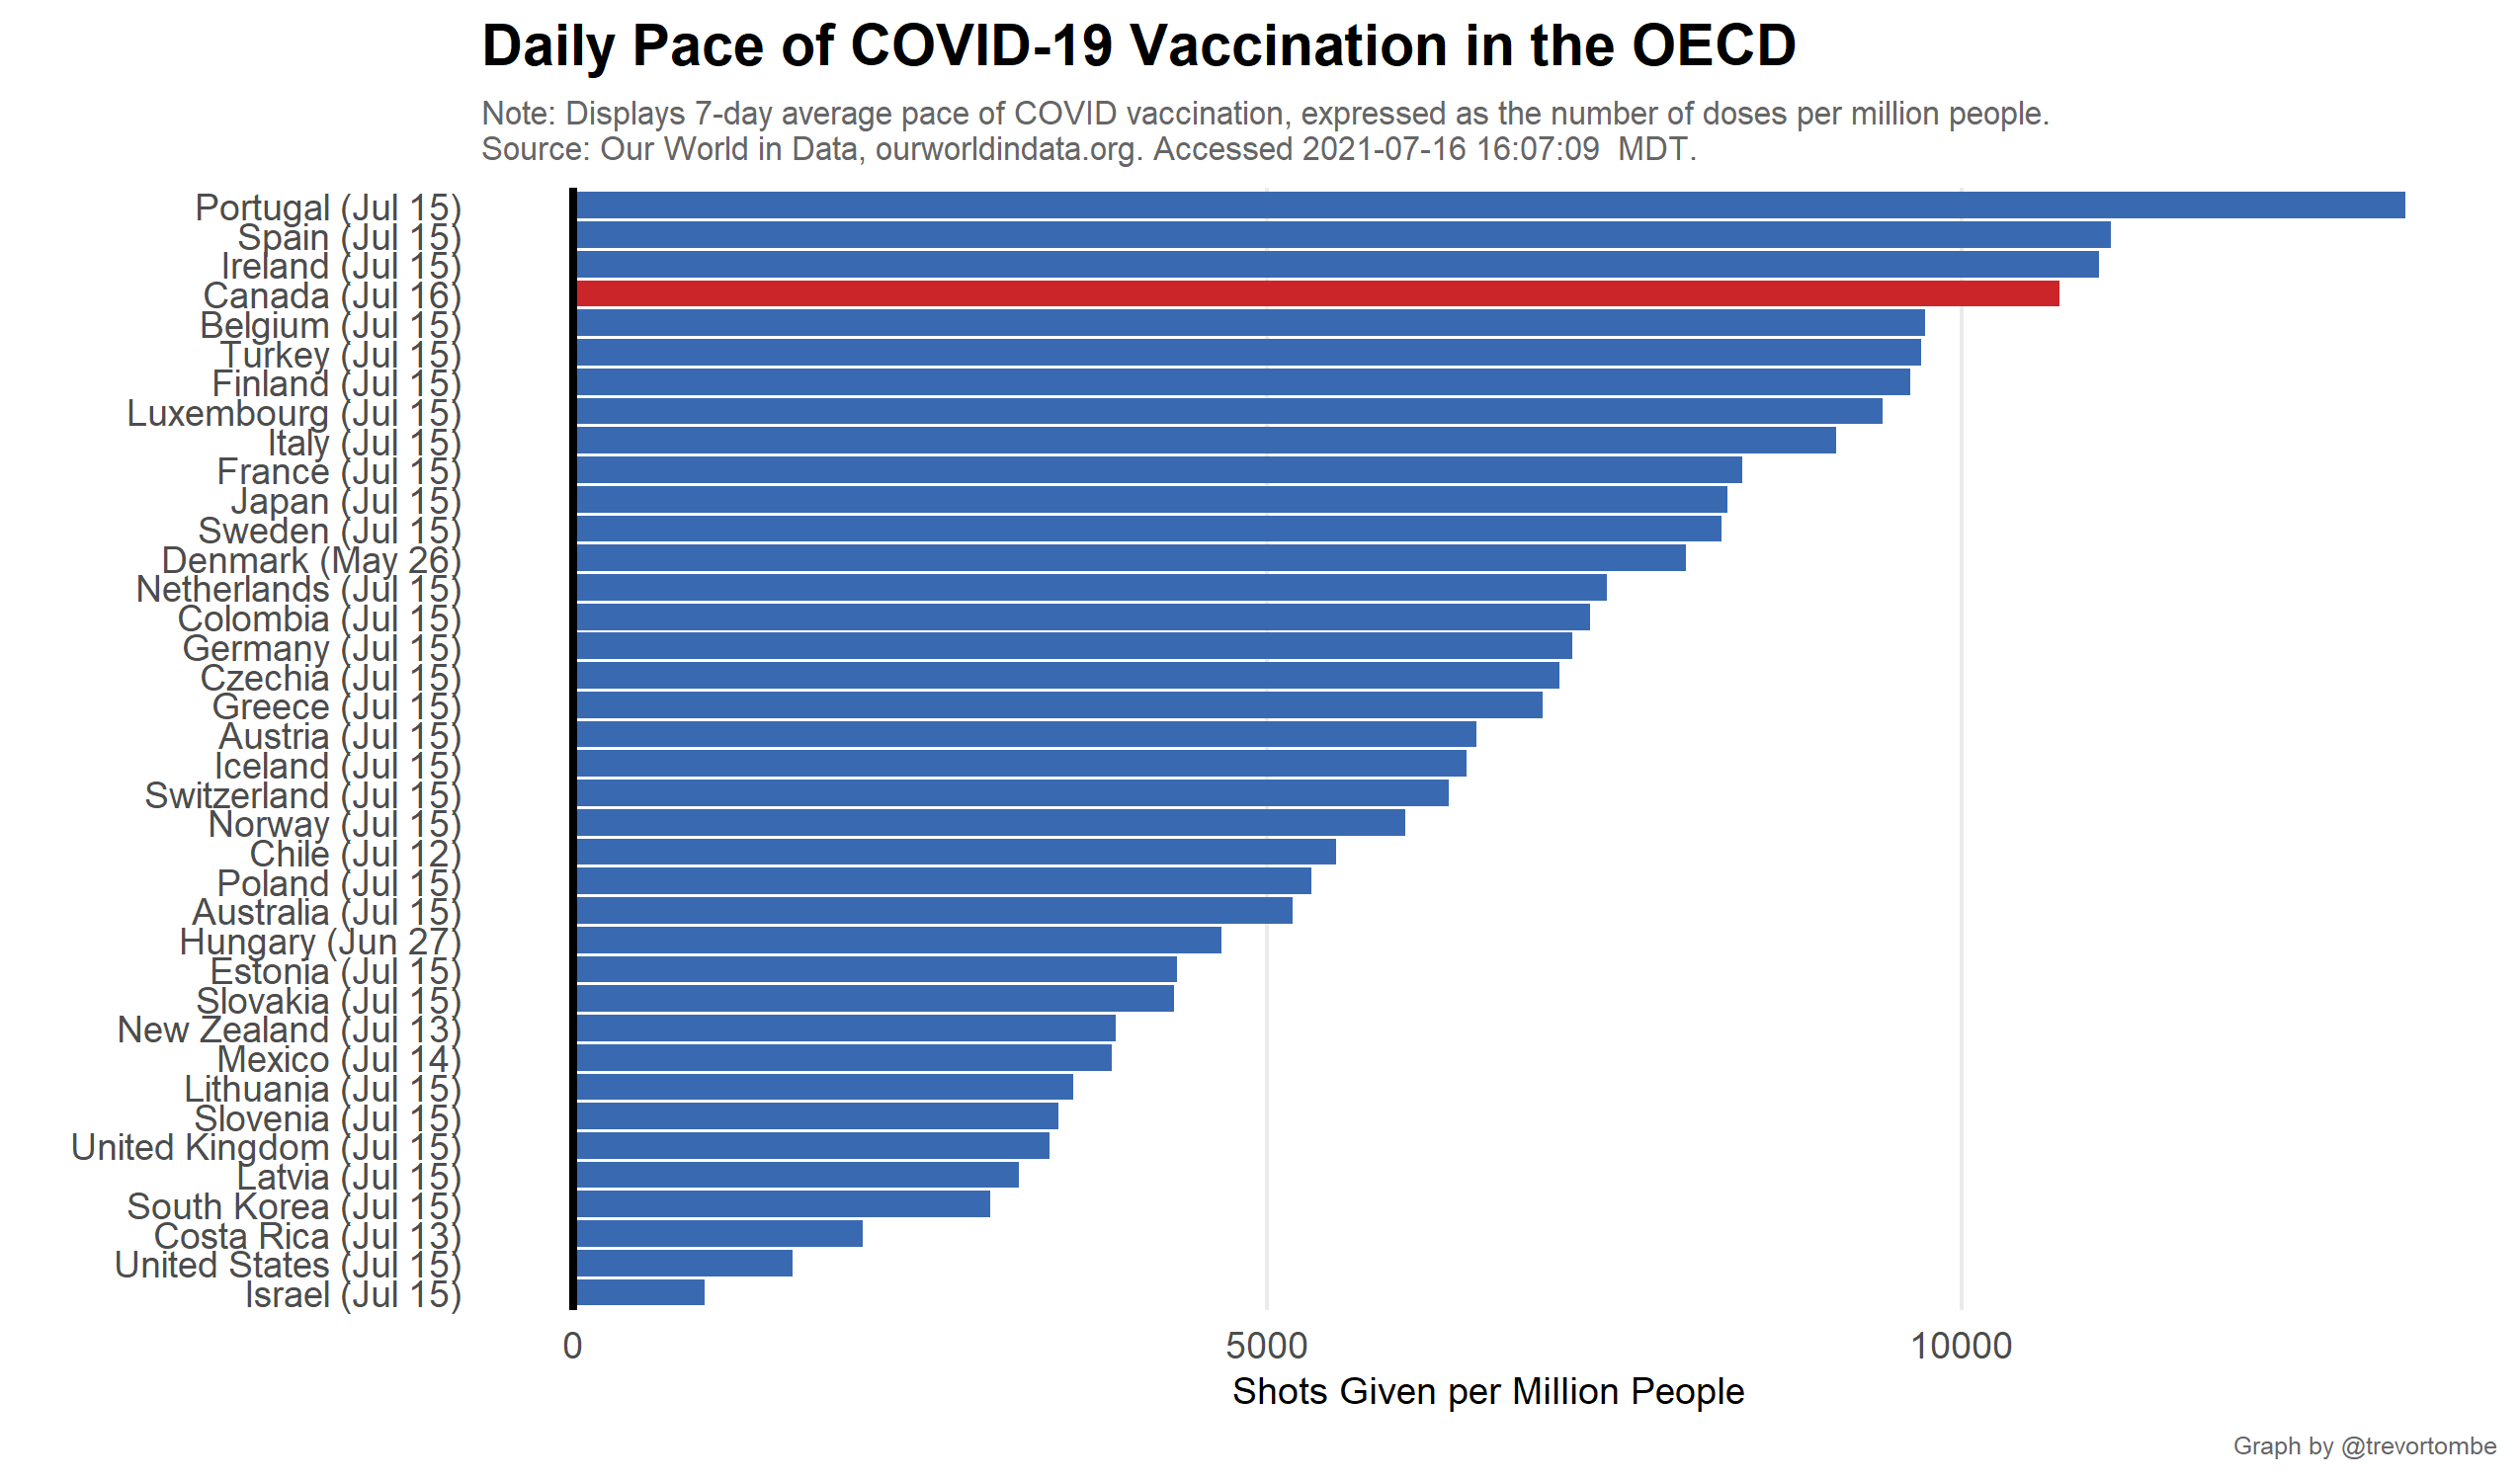 Daily Pace of COVID-19 Vaccination in the OECD
Note: Displays 7-day average pace of COVID vaccination, expressed as the number of doses per million people.
Source: Our World in Data, ourworldindata.org. Accessed 2021-07-16 16:07:09  MDT.
Portugal (Jul 15)
Spain (Jul 15)
Ireland (Jul 15)
Canada (Jul 16)
Belgium (Jul 15)
Turkey (Jul 15)
Finland (Jul 15)
Luxembourg (Jul 15)
Italy (Jul 15)
France (Jul 15)
Japan (Jul 15)
Sweden (Jul 15)
Denmark (May 26)
Netherlands (Jul 15)
Colombia (Jul 15)
Germany (Jul 15)
Czechia (Jul 15)
Greece (Jul 15)
Austria (Jul 15)
Iceland (Jul 15)
Switzerland (Jul 15)
Norway (Jul 15)
Chile (Jul 12)
Poland (Jul 15)
Australia (Jul 15)
Hungary (Jun 27)
Estonia (Jul 15)
Slovakia (Jul 15)
New Zealand (Jul 13)
Mexico (Jul 14)
Lithuania (Jul 15)
Slovenia (Jul 15)
United Kingdom (Jul 15)
Latvia (Jul 15)
South Korea (Jul 15)
Costa Rica (Jul 13)
United States (Jul 15)
Israel (Jul 15)
0 5000 10000
Shots Given per Million People
Graph by @trevortombe